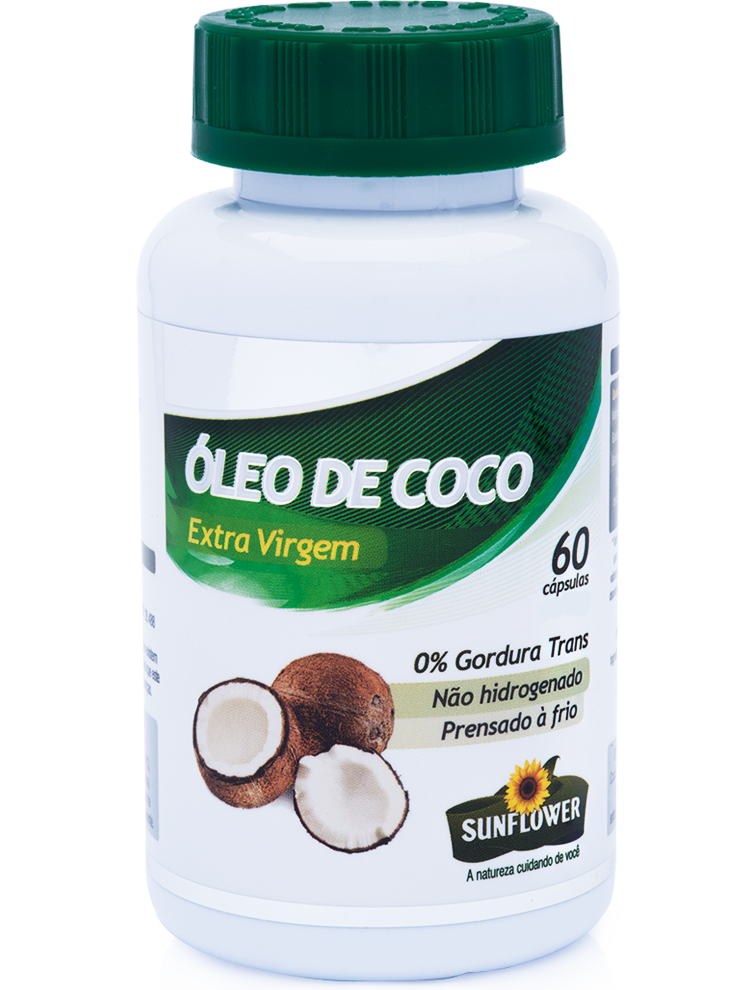 ÓLEO DE COCO
Extra Virgem
60
cápsulas
0% Gordura Trans
Não hidrogenado
Prensado à frio
SUNFLOWER
A natureza cuidando de você